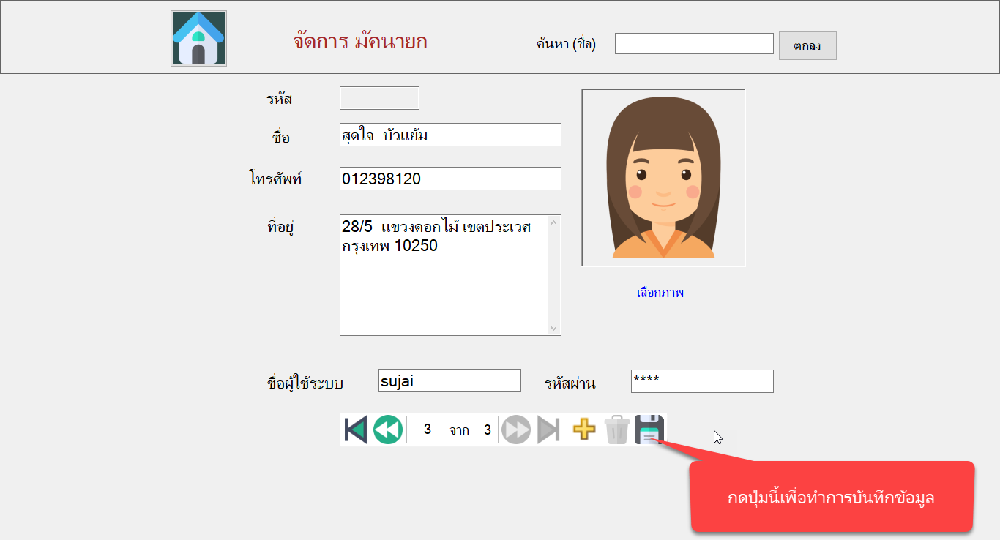 จัดการ มัคนายก
ค้นหา (ชื่อ)
ตกลง
รหัส
ชื่อ
สุดใจ บัวแย้ม
โทรศัพท์
012398120
ที่อยู่
28/5 แขวงดอกไม้ เขตประเวศ
กรุงเทพ 10250
เลือกภาพ
ชื่อผู้ใช้ระบบ
sujai
รหัสผ่าน
****
3 จาก 3
กดปุ่มนี้เพื่อทำการบันทึกข้อมูล